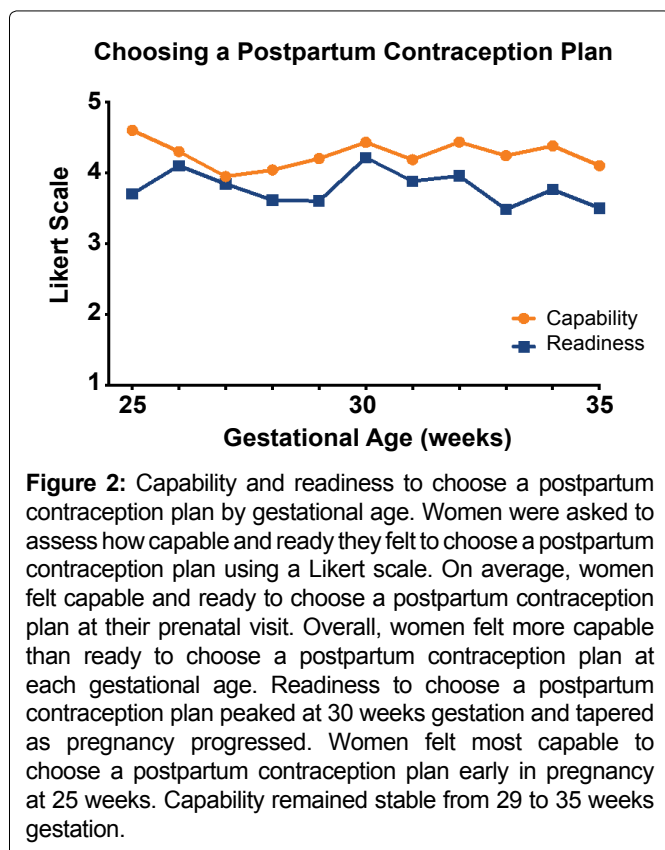 Choosing a Postpartum Contraception Plan
5
4
3
2
1
Likert Scale
Capability
Readiness
25
30
35
Gestational Age (weeks)
Figure 2: Capability and readiness to choose a postpartum
contraception plan by gestational age. Women were asked to
assess how capable and ready they felt to choose a postpartum
contraception plan using a Likert scale. On average, women
felt capable and ready to choose a postpartum contraception
plan at their prenatal visit. Overall, women felt more capable
than ready to choose a postpartum contraception plan at
each gestational age. Readiness to choose a postpartum
contraception plan peaked at 30 weeks gestation and tapered
as pregnancy progressed. Women felt most capable to
choose a postpartum contraception plan early in pregnancy
at 25 weeks. Capability remained stable from 29 to 35 weeks
gestation.